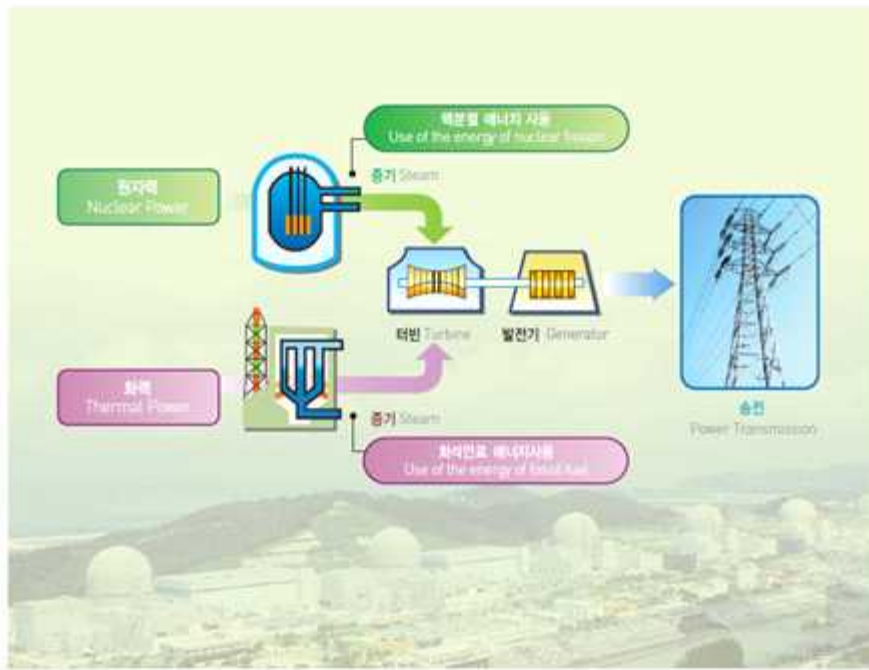 핵분열 에너지 사용
Use of the energy of nuclear fission
원자력
Nuclear Power
증기 Steam
터빈 Turbine
발전기 Generator
화력
Thermal Power
증기 Steam
송전
Power Transmission
화석연료 에너지사용
Use of the energy of fossil fuel